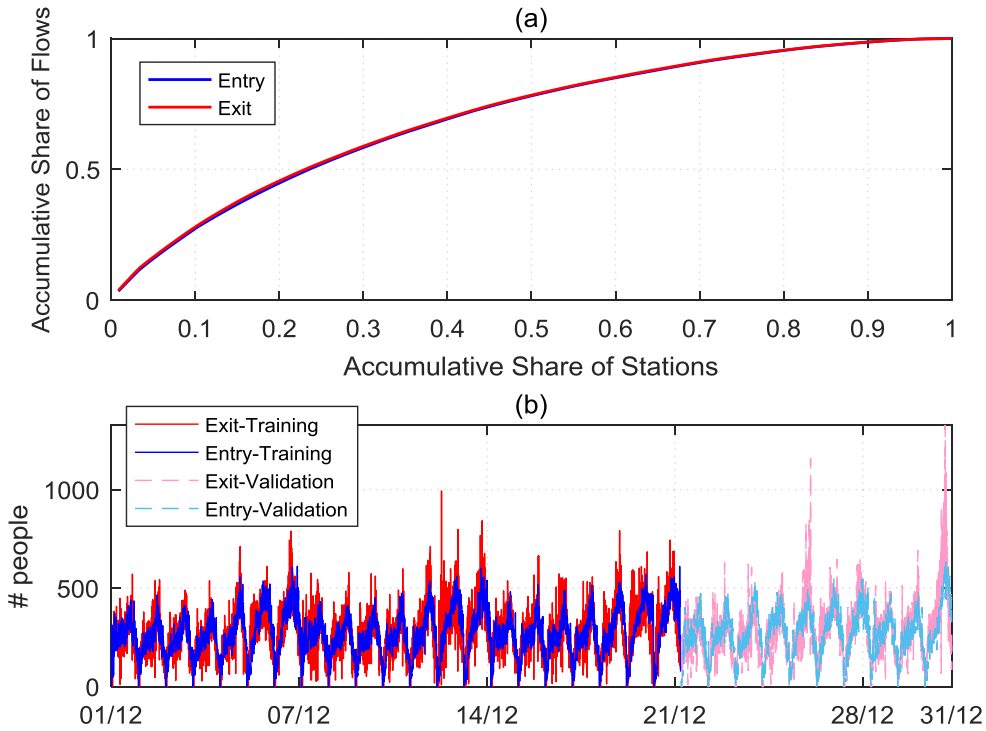 (a)
Accumulative Share of Flows
1
0.5
0
Entry
Exit
0 0.1 0.2 0.3 0.4 0.5 0.6 0.7 0.8 0.9 1
Accumulative Share of Stations
(b)
# people
1000
500
0
Exit-Training
Entry-Training
Exit-Validation
Entry-Validation
01/12 07/12 14/12 21/12 28/12 31/12